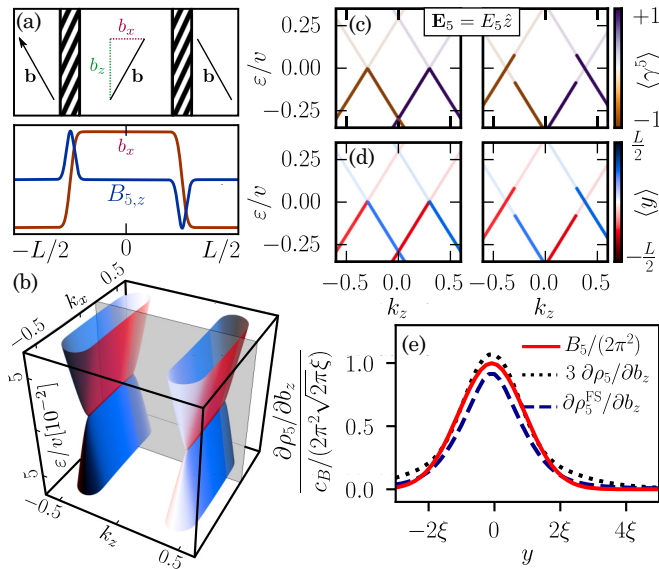 (a)
b
b_x
b_z
b
b
b_x
B_{5,z}
−L/2 0 L/2
(c)
E_5 = E_5ẑ
ε/v
0.25
0.00
−0.25
+1
⟨γ^5⟩
−1
(d)
ε/v
0.25
0.00
−0.25
L/2
⟨y⟩
−L/2
−0.5 0.0 0.5
−0.5 0.0 0.5
k_z
k_z
(b)
k_x
0.5
−0.5
5
ε/v[10^{−2}]
5
−0.5
k_z
0.5
(e)
∂ρ_5/∂b_z
c_B/(2π^2√2πξ)
1.0
0.5
0.0
B_5/(2π^2)
3 ∂ρ_5/∂b_z
∂ρ_5^{FS}/∂b_z
−2ξ 0 2ξ 4ξ
y